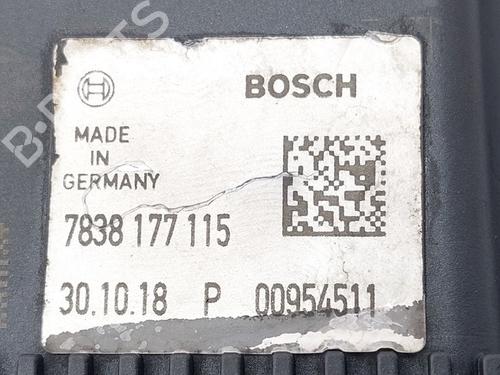 BOSCH
MADE
IN
GERMANY
7838 177 115
30.10.18 P 00954511